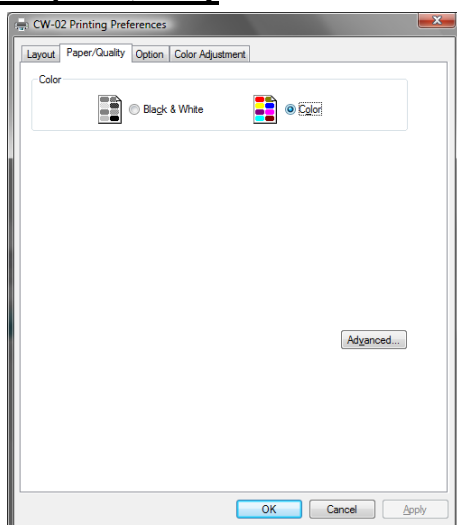 CW-02 Printing Preferences
Layout Paper/Quality Option Color Adjustment
Color
Black & White Color
Advanced...
OK Cancel Apply